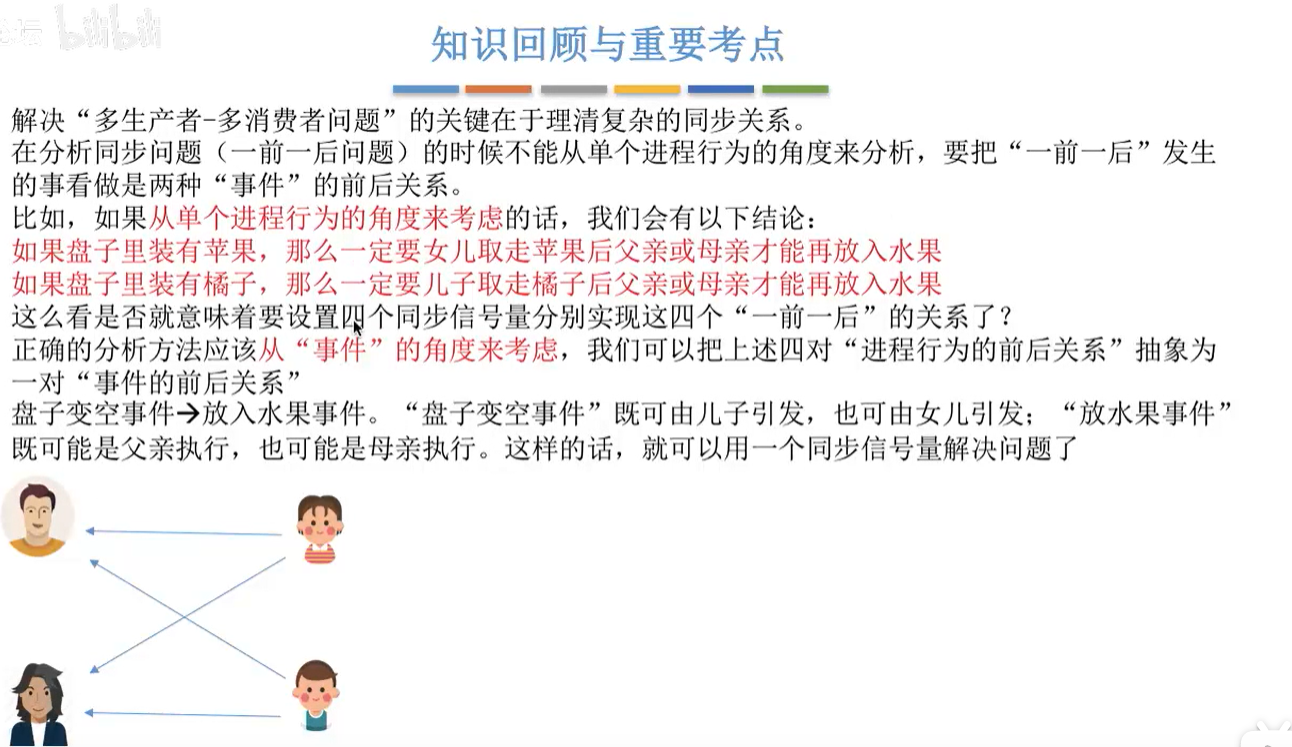 bilibili
知识回顾与重要考点
解决“多生产者-多消费者问题”的关键在于理清复杂的同步关系。
在分析同步问题（一前一后问题）的时候不能从单个进程行为的角度来分析，要把“一前一后”发生
的事看做是两种“事件”的前后关系。
比如，如果从单个进程行为的角度来考虑的话，我们会有以下结论：
如果盘子里装有苹果，那么一定要女儿取走苹果后父亲或母亲才能再放入水果
如果盘子里装有橘子，那么一定要儿子取走橘子后父亲或母亲才能再放入水果
这么看是否就意味着要设置四个同步信号量分别实现这四个“一前一后”的关系了？
正确的分析方法应该从“事件”的角度来考虑，我们可以把上述四对“进程行为的前后关系”抽象为
一对“事件的前后关系”
盘子变空事件→放入水果事件。“盘子变空事件”既可由儿子引发，也可由女儿引发；“放水果事件”
既可能是父亲执行，也可能是母亲执行。这样的话，就可以用一个同步信号量解决问题了